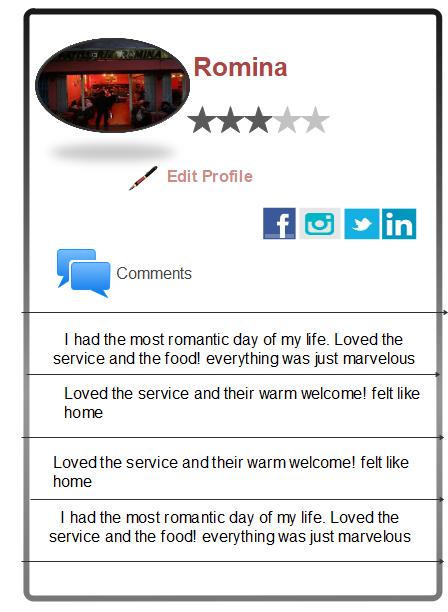 ROMINA
Romina
Edit Profile
f
in
Comments
I had the most romantic day of my life. Loved the
service and the food! everything was just marvelous
Loved the service and their warm welcome! felt like
home
Loved the service and their warm welcome! felt like
home
I had the most romantic day of my life. Loved the
service and the food! everything was just marvelous